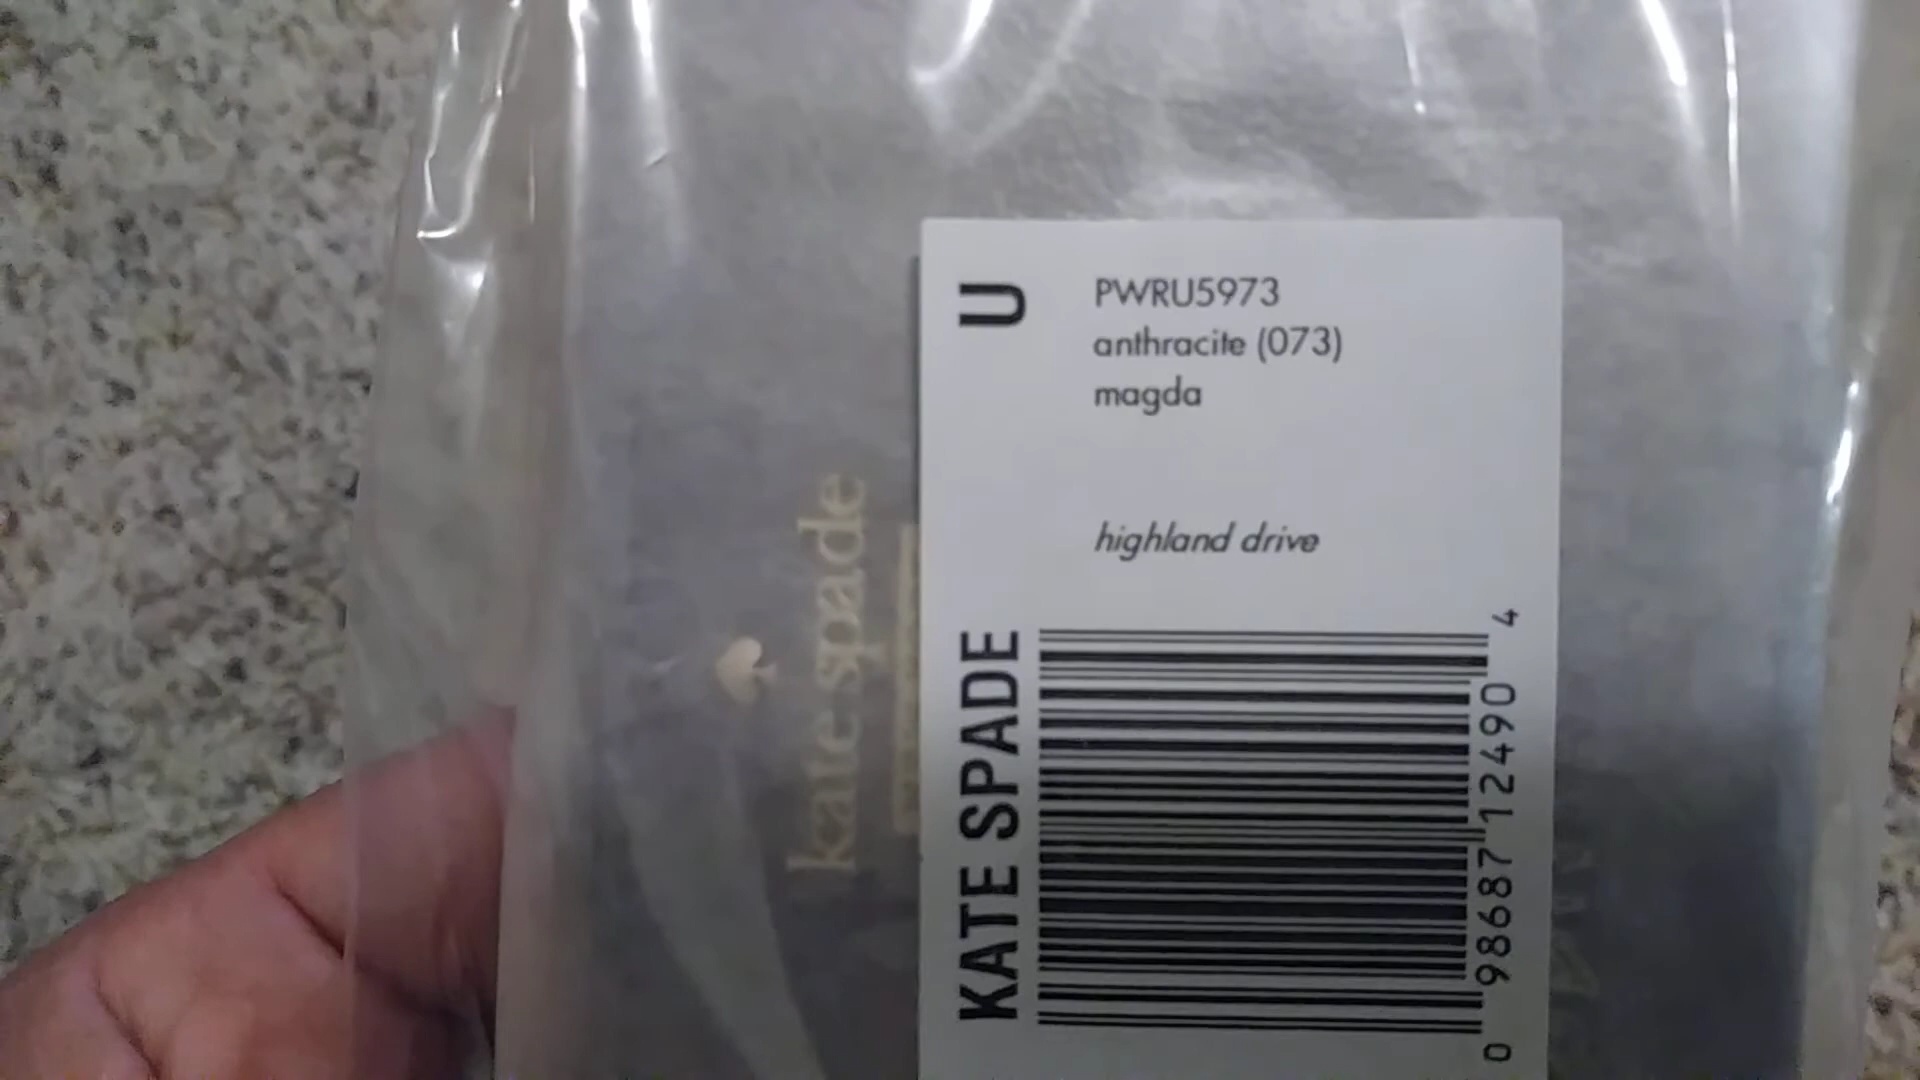 U
PWRU5973
anthracite (073)
magda
highland drive
KATE SPADE
0 98687 12490 4
kate spade